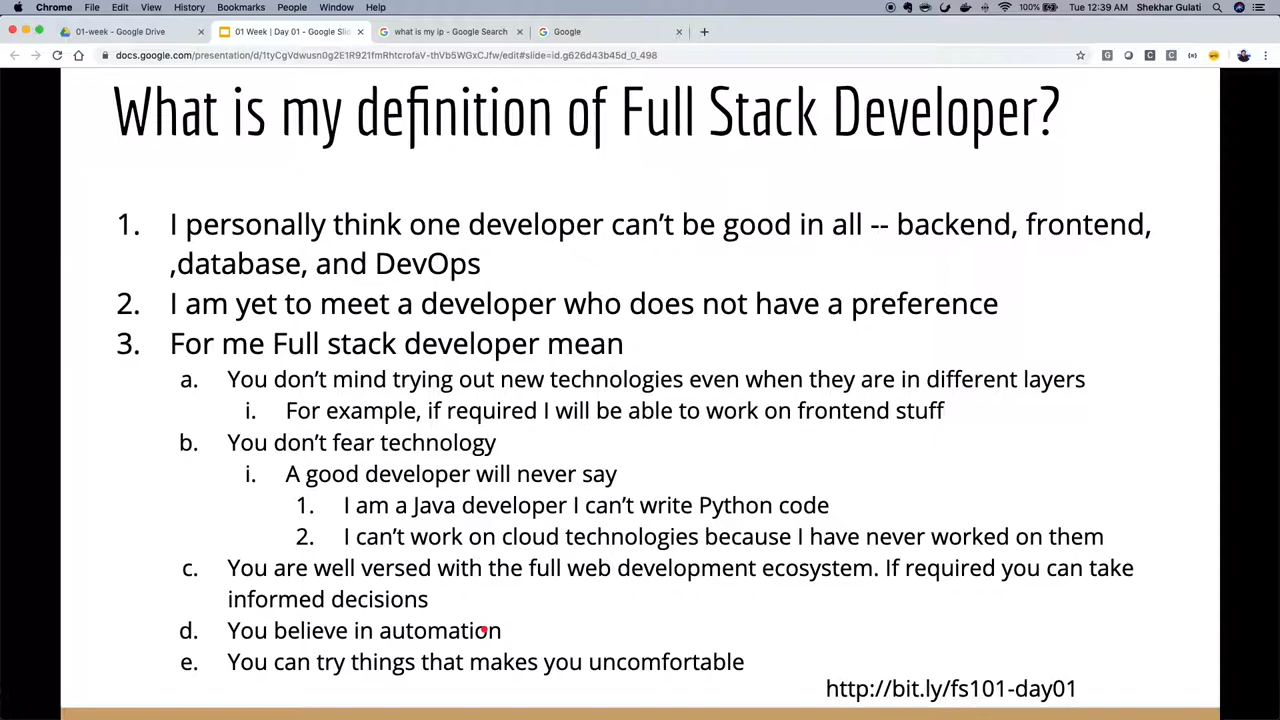 Chrome File Edit View History Bookmarks People Window Help 100% Tue 12:39 AM Shekhar Gulati
01-week - Google Drive 01 Week | Day 01 - Google Slid what is my ip - Google Search Google
docs.google.com/presentation/d/1tyCgVdwusn0g2E1R921fmRhtcrofaV-thVb5WGxCJfw/edit#slide=id.g626d43b45d_0_498
What is my definition of Full Stack Developer?
1. I personally think one developer can't be good in all -- backend, frontend,
,database, and DevOps
2. I am yet to meet a developer who does not have a preference
3. For me Full stack developer mean
a. You don't mind trying out new technologies even when they are in different layers
i. For example, if required I will be able to work on frontend stuff
b. You don't fear technology
i. A good developer will never say
1. I am a Java developer I can't write Python code
2. I can't work on cloud technologies because I have never worked on them
c. You are well versed with the full web development ecosystem. If required you can take
informed decisions
d. You believe in automation
e. You can try things that makes you uncomfortable
http://bit.ly/fs101-day01